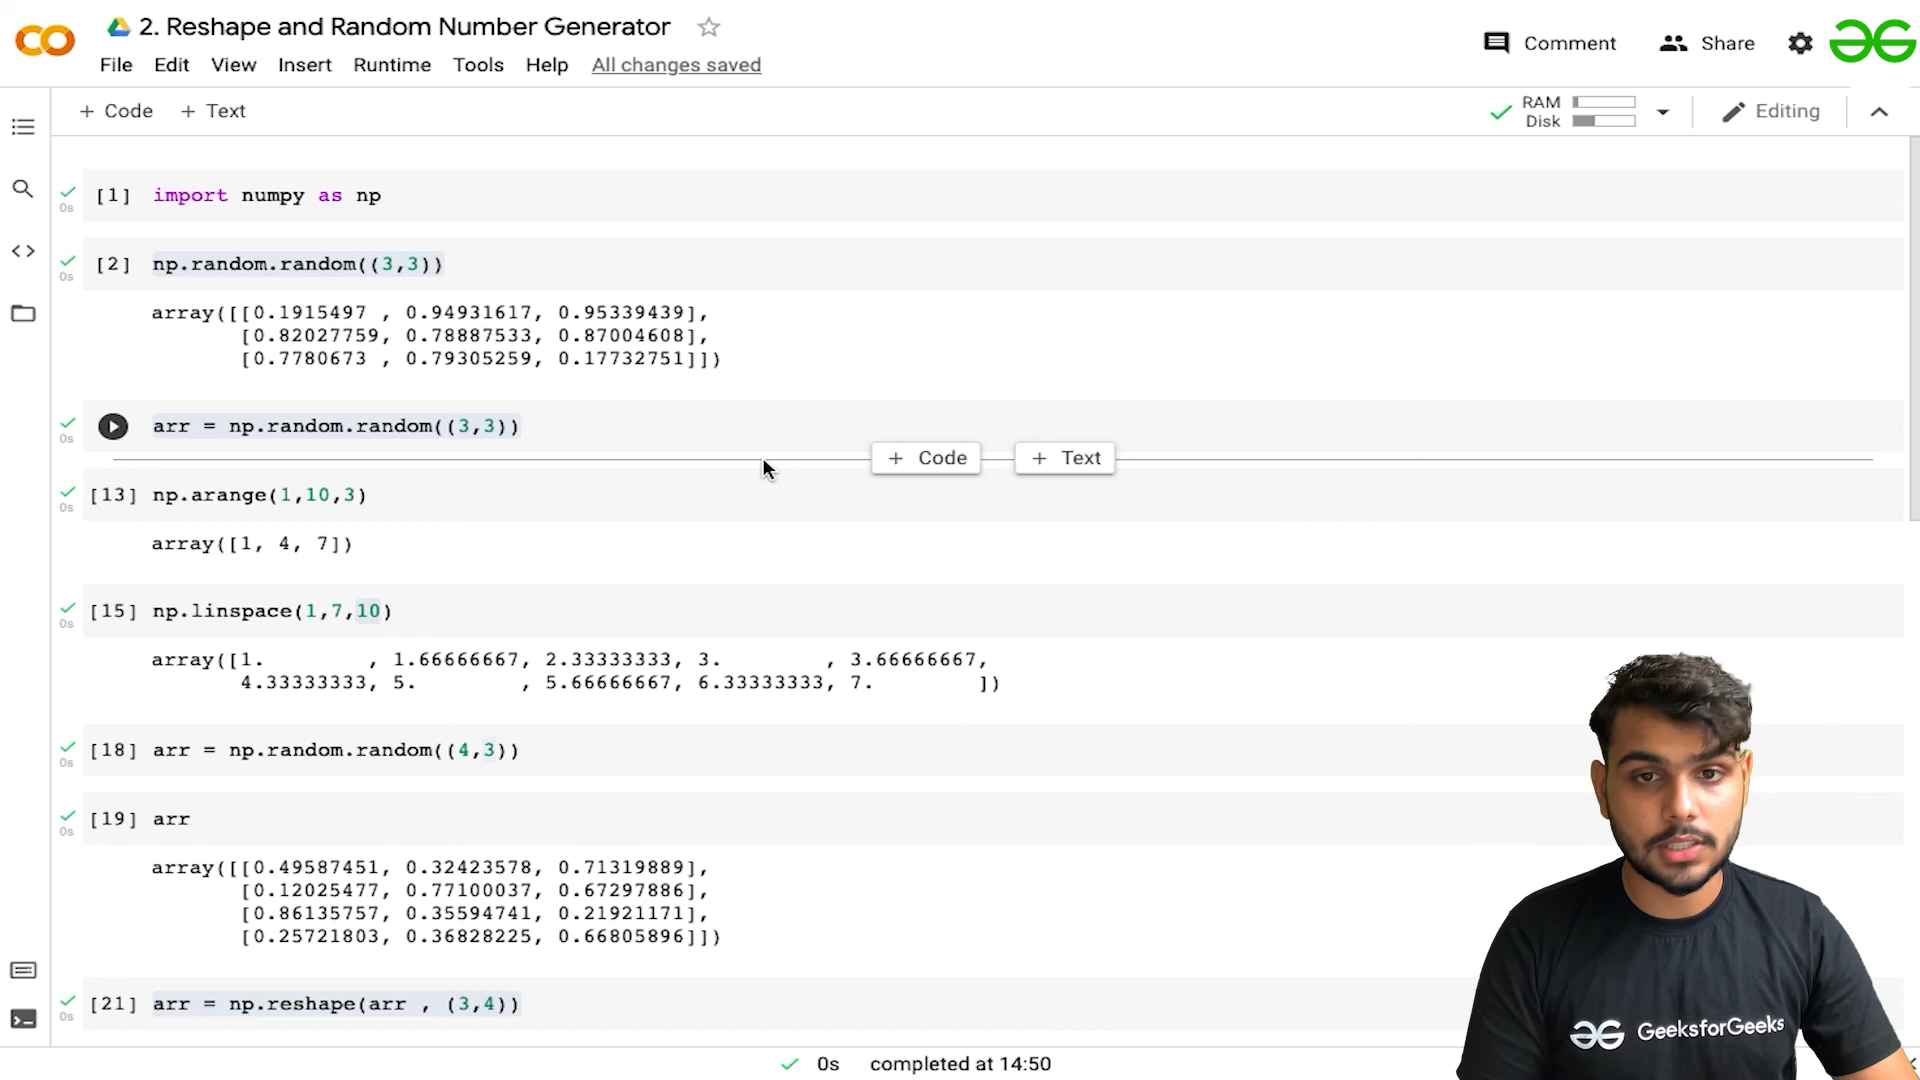 2. Reshape and Random Number Generator
File Edit View Insert Runtime Tools Help All changes saved
Comment Share
+ Code + Text
RAM
Disk
Editing
[1] import numpy as np
0s
[2] np.random.random((3,3))
0s
array([[0.1915497 , 0.94931617, 0.95339439],
[0.82027759, 0.78887533, 0.87004608],
[0.7780673 , 0.79305259, 0.17732751]])
arr = np.random.random((3,3))
0s
+ Code + Text
[13] np.arange(1,10,3)
0s
array([1, 4, 7])
[15] np.linspace(1,7,10)
0s
array([1. , 1.66666667, 2.33333333, 3. , 3.66666667,
4.33333333, 5. , 5.66666667, 6.33333333, 7. ])
[18] arr = np.random.random((4,3))
0s
[19] arr
0s
array([[0.49587451, 0.32423578, 0.71319889],
[0.12025477, 0.77100037, 0.67297886],
[0.86135757, 0.35594741, 0.21921171],
[0.25721803, 0.36828225, 0.66805896]])
[21] arr = np.reshape(arr , (3,4))
0s
GeeksforGeeks
0s completed at 14:50